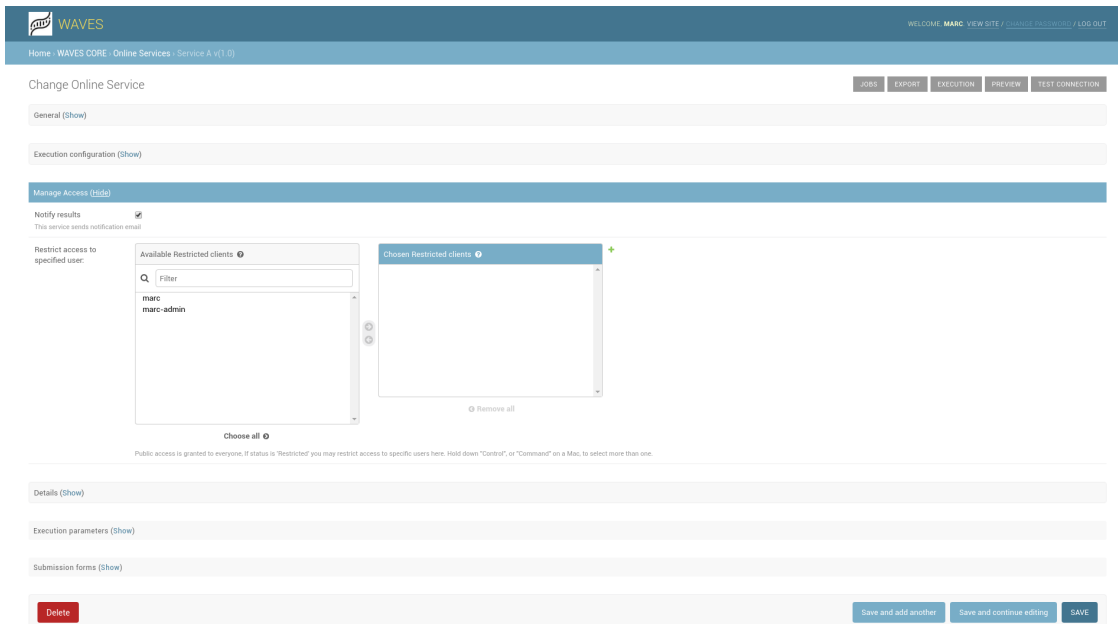 WAVES
WELCOME, MARC. VIEW SITE / CHANGE PASSWORD / LOG OUT
Home › WAVES CORE › Online Services › Service A v(1.0)
Change Online Service
JOBS EXPORT EXECUTION PREVIEW TEST CONNECTION
General (Show)
Execution configuration (Show)
Manage Access (Hide)
Notify results
This service sends notification email
Restrict access to
specified user:
Available Restricted clients
Filter
marc
marc-admin
Choose all
Chosen Restricted clients
Remove all
Public access is granted to everyone, If status is 'Restricted' you may restrict access to specific users here. Hold down "Control", or "Command" on a Mac, to select more than one.
Details (Show)
Execution parameters (Show)
Submission forms (Show)
Delete
Save and add another
Save and continue editing
SAVE